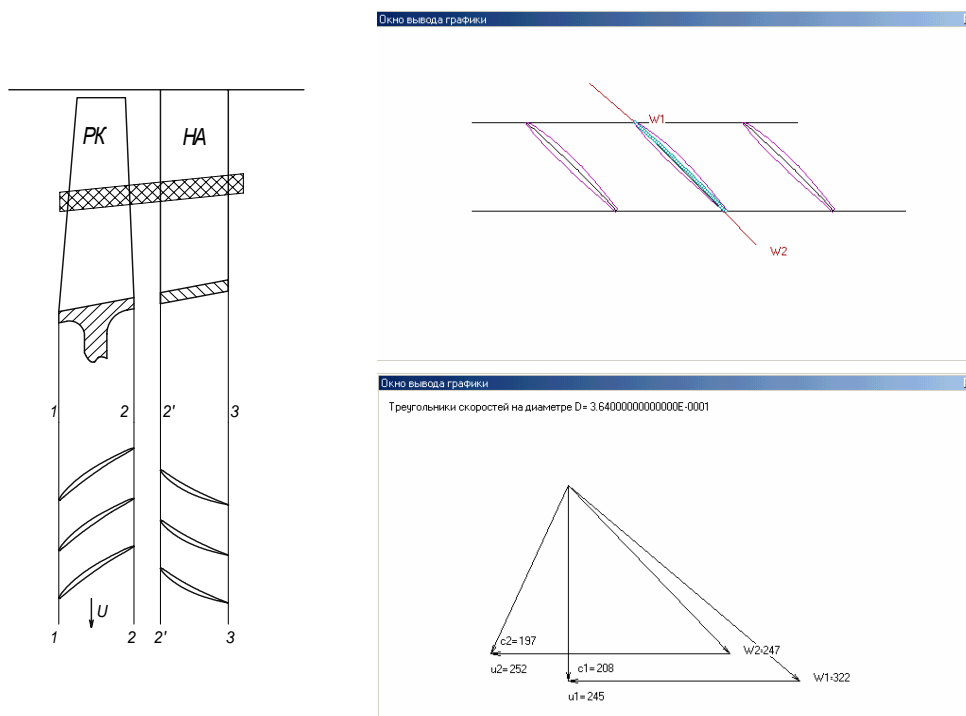 РК
НА
1
2
2'
3
U
1
2
2'
3
Окно вывода графики
W1
W2
Окно вывода графики
Треугольники скоростей на диаметре D= 3.64000000000000E-0001
c2=197
W2=247
u2=252
c1=208
W1=322
u1=245